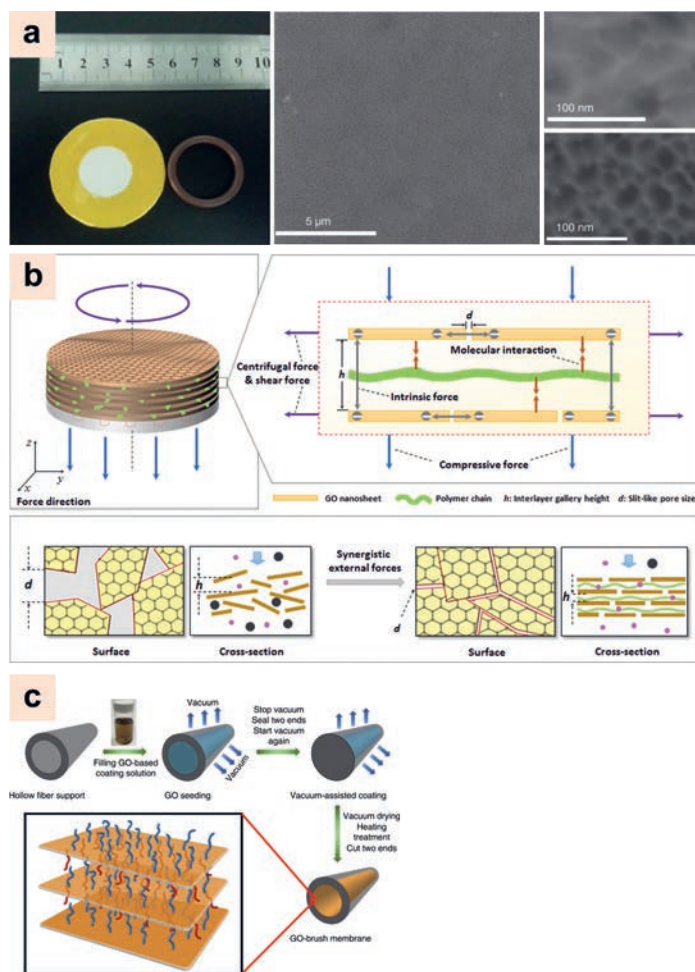 a
1 2 3 4 5 6 7 8 9 10
5 µm
100 nm
100 nm
b
d
Centrifugal force
& shear force
h
Molecular interaction
Intrinsic force
Compressive force
z
y
x
Force direction
GO nanosheet
Polymer chain
h: Interlayer gallery height
d: Slit-like pore size
d
h
Surface
Cross-section
Synergistic
external forces
d
h
Surface
Cross-section
c
Hollow fiber support
Filling GO-based
coating solution
Vacuum
Vacuum
GO seeding
Stop vacuum
Seal two ends
Start vacuum
again
Vacuum-assisted coating
Vacuum drying
Heating
treatment
Cut two ends
GO-brush membrane